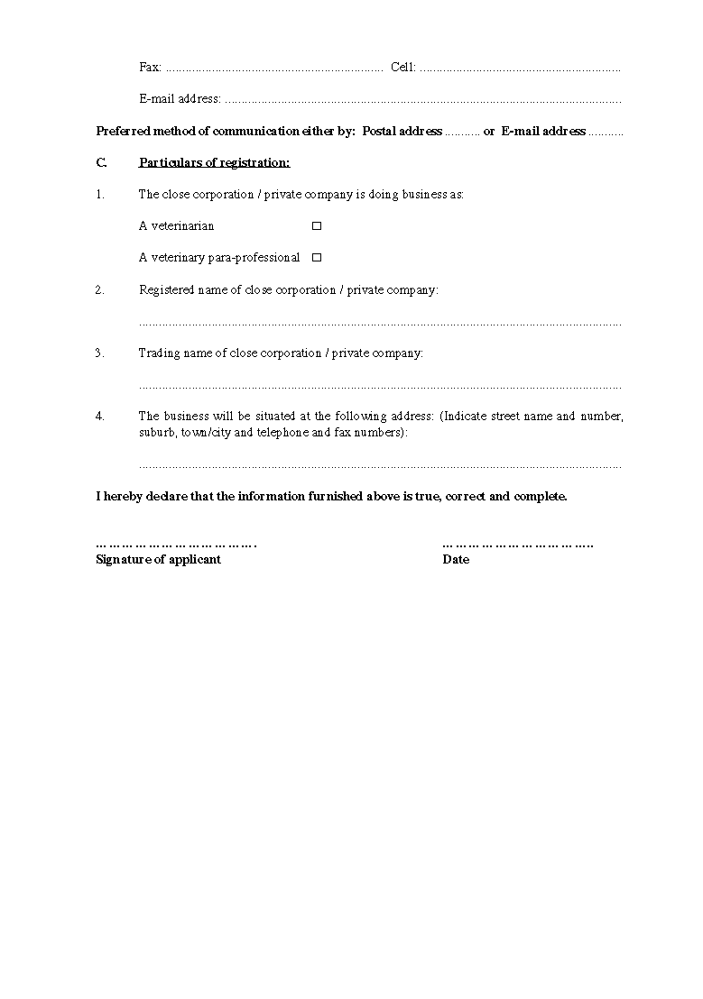 Fax: .................................................................. Cell: .............................................................
E-mail address: ........................................................................................................................
Preferred method of communication either by: Postal address ........... or E-mail address ...........
C. Particulars of registration:
1. The close corporation / private company is doing business as:
A veterinarian □
A veterinary para-professional □
2. Registered name of close corporation / private company:
..................................................................................................................................................
3. Trading name of close corporation / private company:
..................................................................................................................................................
4. The business will be situated at the following address: (Indicate street name and number,
suburb, town/city and telephone and fax numbers):
..................................................................................................................................................
I hereby declare that the information furnished above is true, correct and complete.
………………………………. ……………………………..
Signature of applicant Date